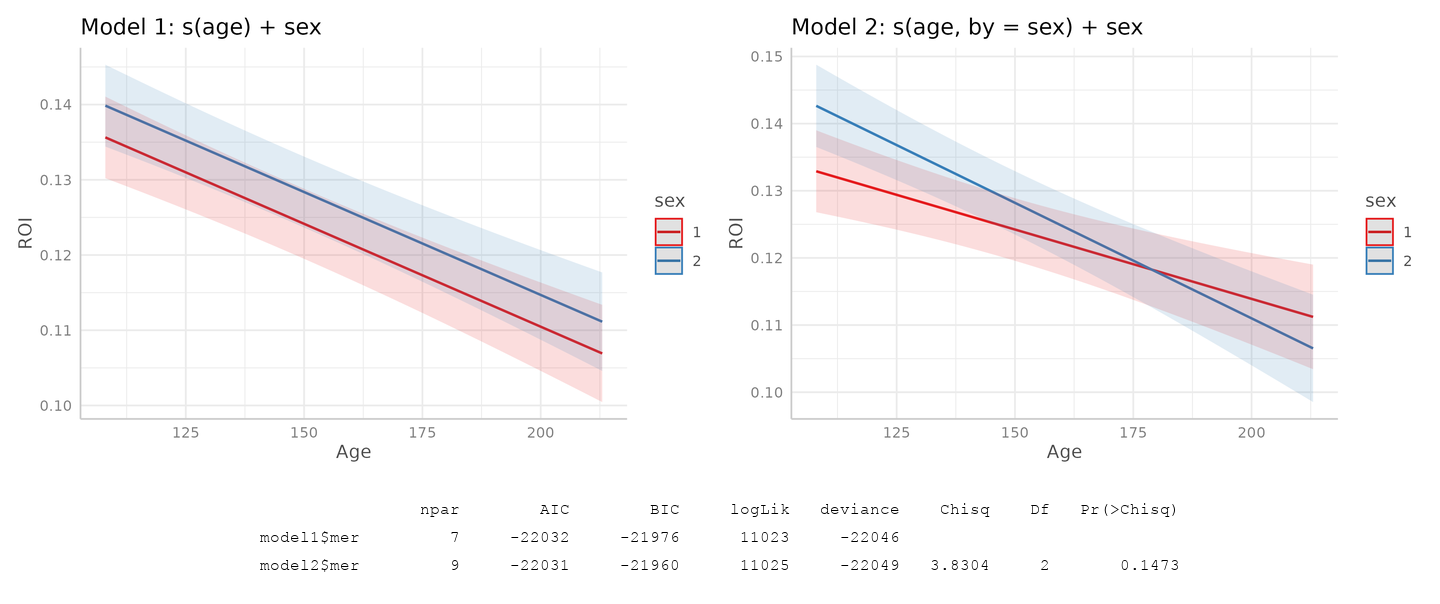 Model 1: s(age) + sex
0.14
0.13
0.12
0.11
0.10
ROI
125 150 175 200
Age
sex
1
2
Model 2: s(age, by = sex) + sex
0.15
0.14
0.13
0.12
0.11
0.10
ROI
125 150 175 200
Age
sex
1
2
npar AIC BIC logLik deviance Chisq Df Pr(>Chisq)
model1$mer 7 -22032 -21976 11023 -22046
model2$mer 9 -22031 -21960 11025 -22049 3.8304 2 0.1473